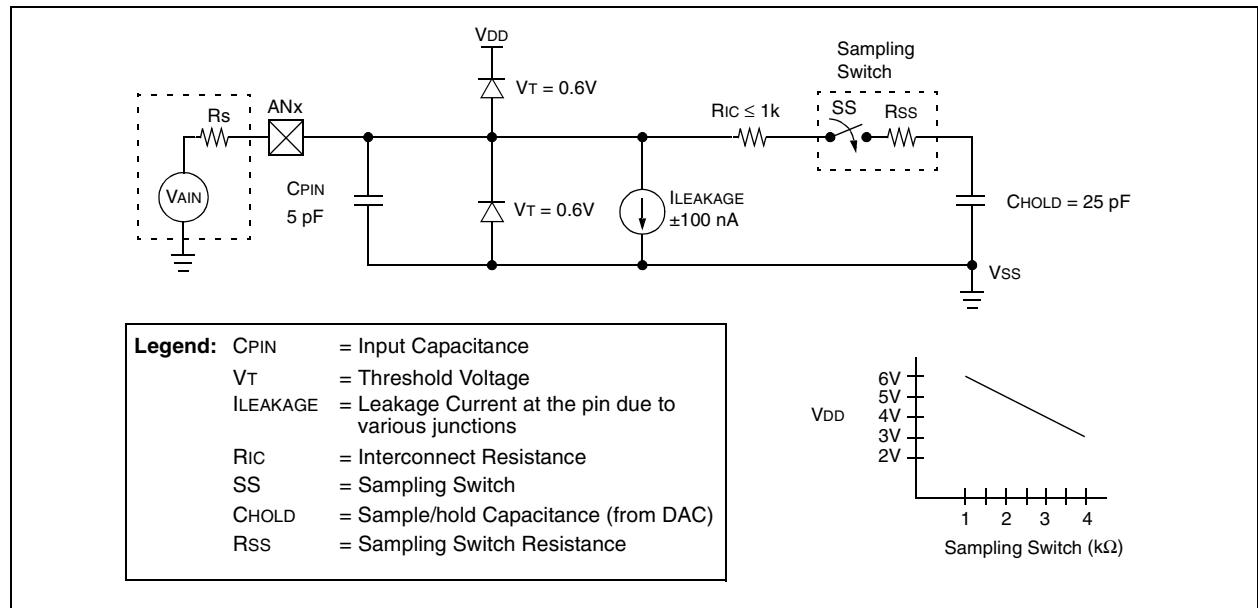 VDD
Sampling
Switch
VT = 0.6V
ANx
Rs
RIC ≤ 1k
SS
RSS
VAIN
CPIN
5 pF
VT = 0.6V
ILEAKAGE
±100 nA
CHOLD = 25 pF
VSS
Legend: CPIN = Input Capacitance
VT = Threshold Voltage
ILEAKAGE = Leakage Current at the pin due to
various junctions
RIC = Interconnect Resistance
SS = Sampling Switch
CHOLD = Sample/hold Capacitance (from DAC)
RSS = Sampling Switch Resistance
VDD
6V
5V
4V
3V
2V
1 2 3 4
Sampling Switch (kΩ)